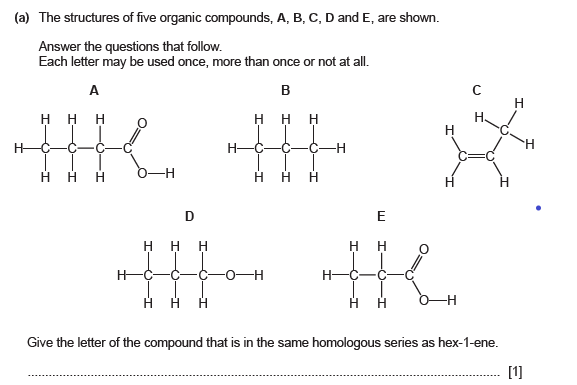 (a) The structures of five organic compounds, A, B, C, D and E, are shown.
Answer the questions that follow.
Each letter may be used once, more than once or not at all.
A B C
H H H O
H C C C C
H H H O H
H H H
H C C C H
H H H
H H C H
H C C
H H
D E
H H H
H C C C O H
H H H
H H O
H C C C
H H O H
Give the letter of the compound that is in the same homologous series as hex-1-ene.
[1]